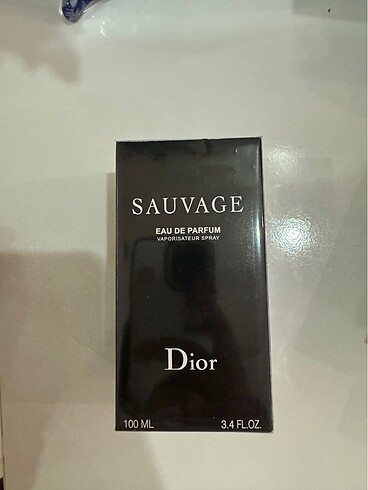 SAUVAGE
EAU DE PARFUM
VAPORISATEUR SPRAY
Dior
100 ML 3.4 FL.OZ.